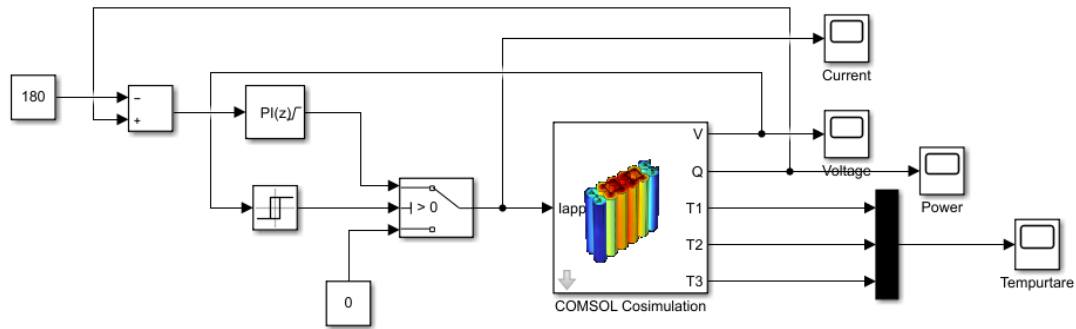 Current
180
−
+
PI(z)
V
Voltage
Q
Power
> 0
Iapp
T1
T2
T3
COMSOL Cosimulation
Tempurtare
0